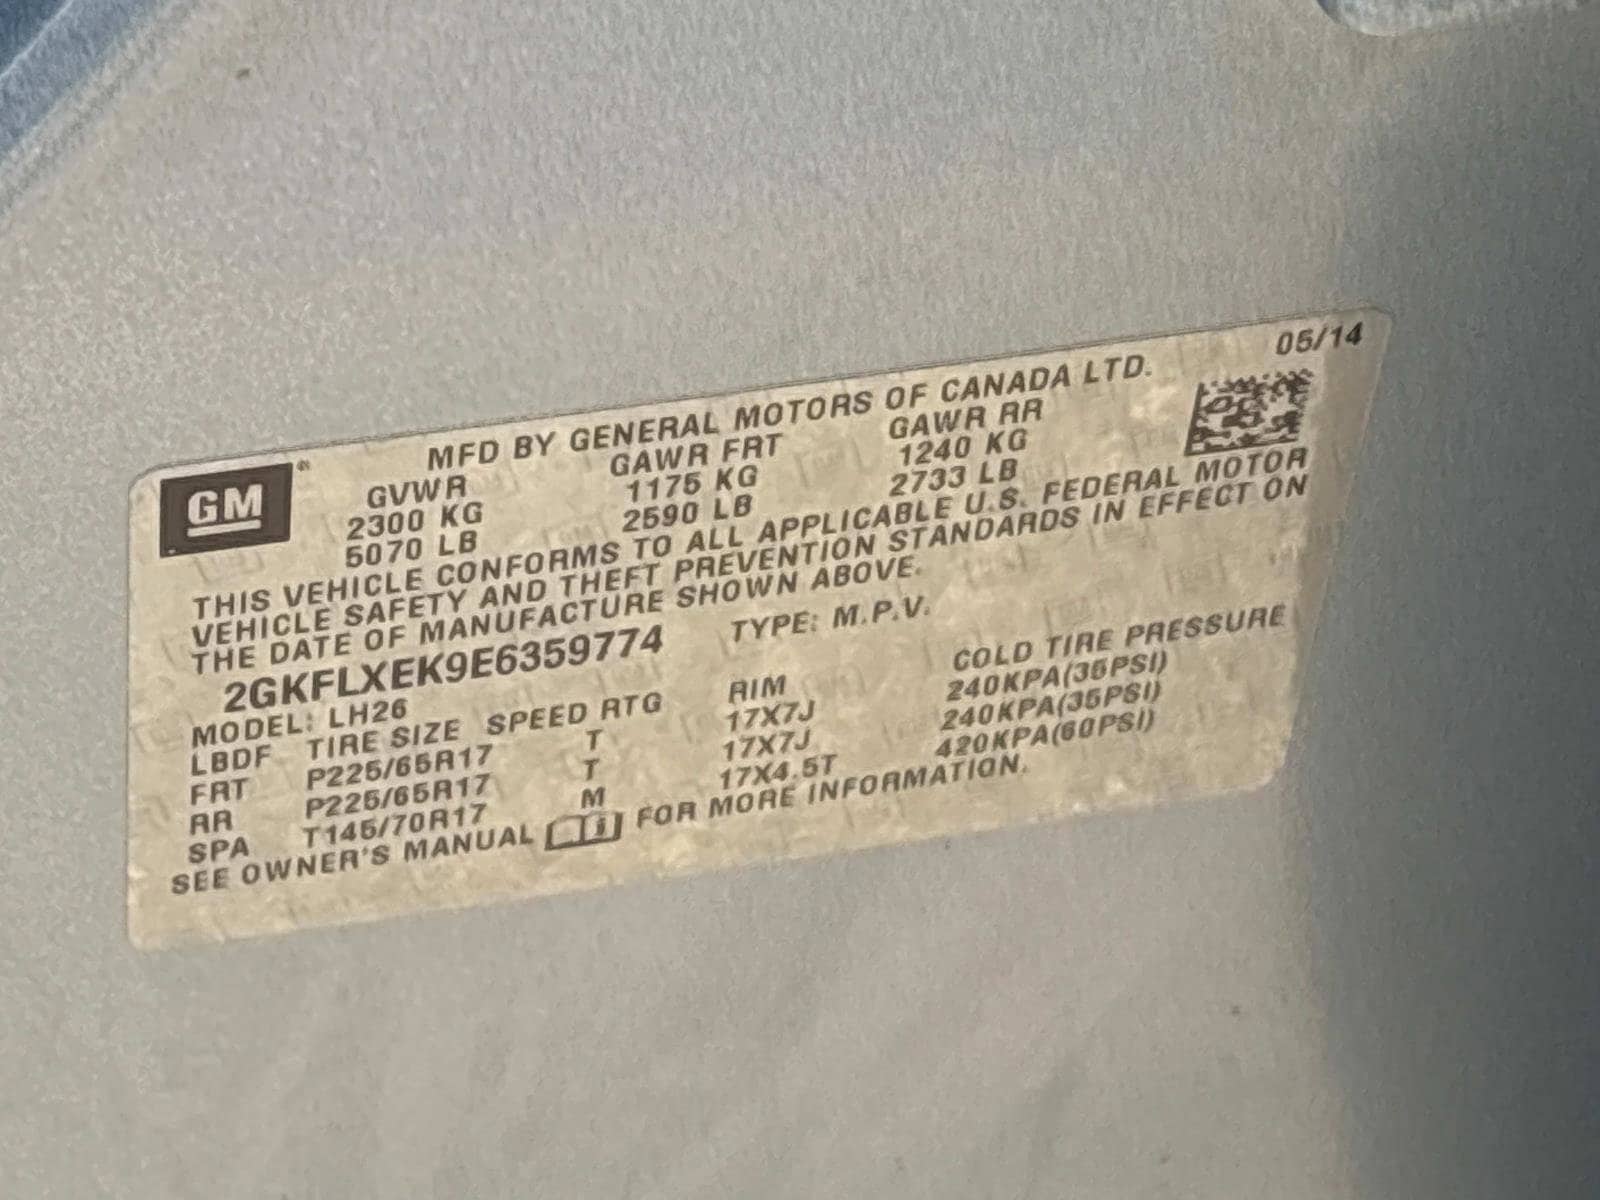 05/14
GM
MFD BY GENERAL MOTORS OF CANADA LTD.
GVWR GAWR FRT GAWR RR
2300 KG 1175 KG 1240 KG
5070 LB 2590 LB 2733 LB
THIS VEHICLE CONFORMS TO ALL APPLICABLE U.S. FEDERAL MOTOR
VEHICLE SAFETY AND THEFT PREVENTION STANDARDS IN EFFECT ON
THE DATE OF MANUFACTURE SHOWN ABOVE.
2GKFLXEK9E6359774 TYPE: M.P.V.
MODEL: LH26
LBDF TIRE SIZE SPEED RTG RIM COLD TIRE PRESSURE
FRT P225/65R17 T 17X7J 240KPA(35PSI)
RR P225/65R17 T 17X7J 240KPA(35PSI)
SPA T145/70R17 M 17X4.5T 420KPA(60PSI)
SEE OWNER'S MANUAL FOR MORE INFORMATION.